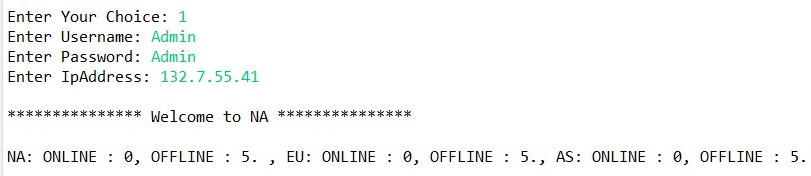 Enter Your Choice: 1
Enter Username: Admin
Enter Password: Admin
Enter IpAddress: 132.7.55.41
*************** Welcome to NA ***************
NA: ONLINE : 0, OFFLINE : 5. , EU: ONLINE : 0, OFFLINE : 5., AS: ONLINE : 0, OFFLINE : 5.